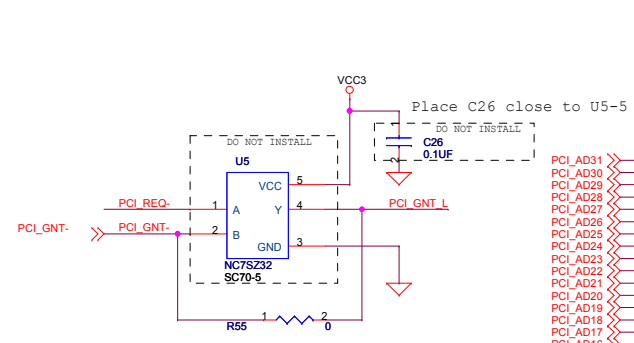 VCC3
Place C26 close to U5-5
1
DO NOT INSTALL
C26
0.1UF
2
DO NOT INSTALL
U5
VCC
5
PCI_REQ-
1
A
Y
4
PCI_GNT_L
PCI_GNT-
PCI_GNT-
2
B
GND
3
NC7SZ32
SC70-5
R55
1
2
0
PCI_AD31
PCI_AD30
PCI_AD29
PCI_AD28
PCI_AD27
PCI_AD26
PCI_AD25
PCI_AD24
PCI_AD23
PCI_AD22
PCI_AD21
PCI_AD20
PCI_AD19
PCI_AD18
PCI_AD17